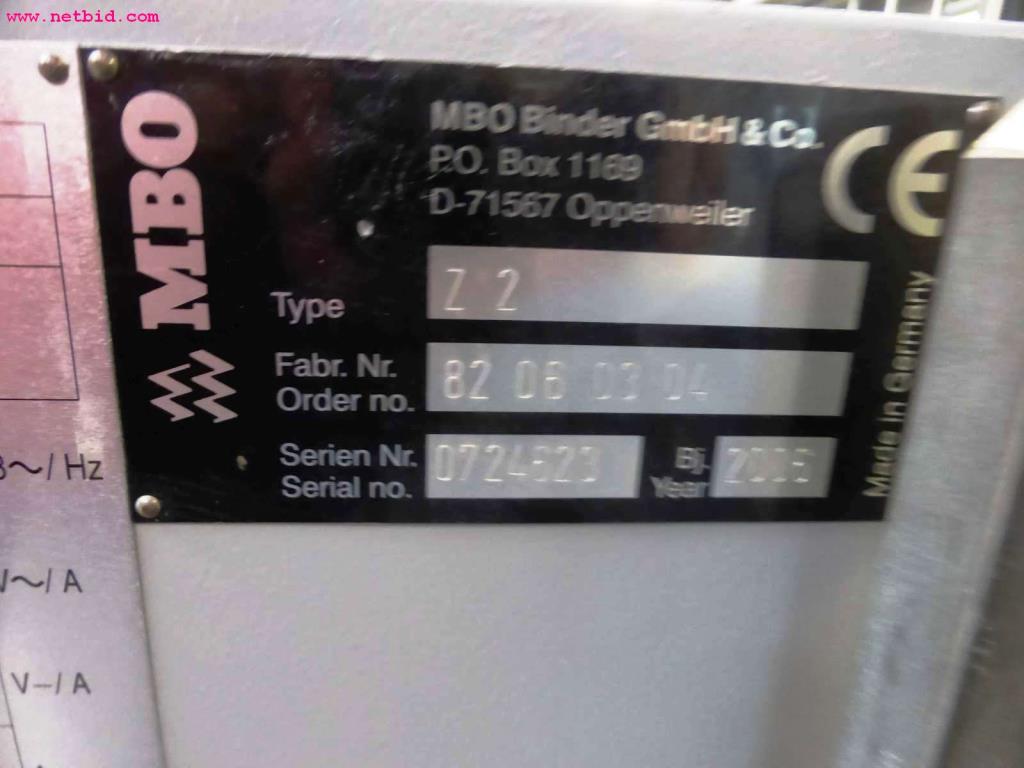 www.netbid.com
MBO
MBO Binder GmbH & Co.
P.O. Box 1169
D-71567 Oppenweiler
CE
Type Z 2
Fabr. Nr.
Order no. 82 06 03 04
Serien Nr.
Serial no.
Bj.
Year
Made in Germany
/ Hz
/ A
V-/ A